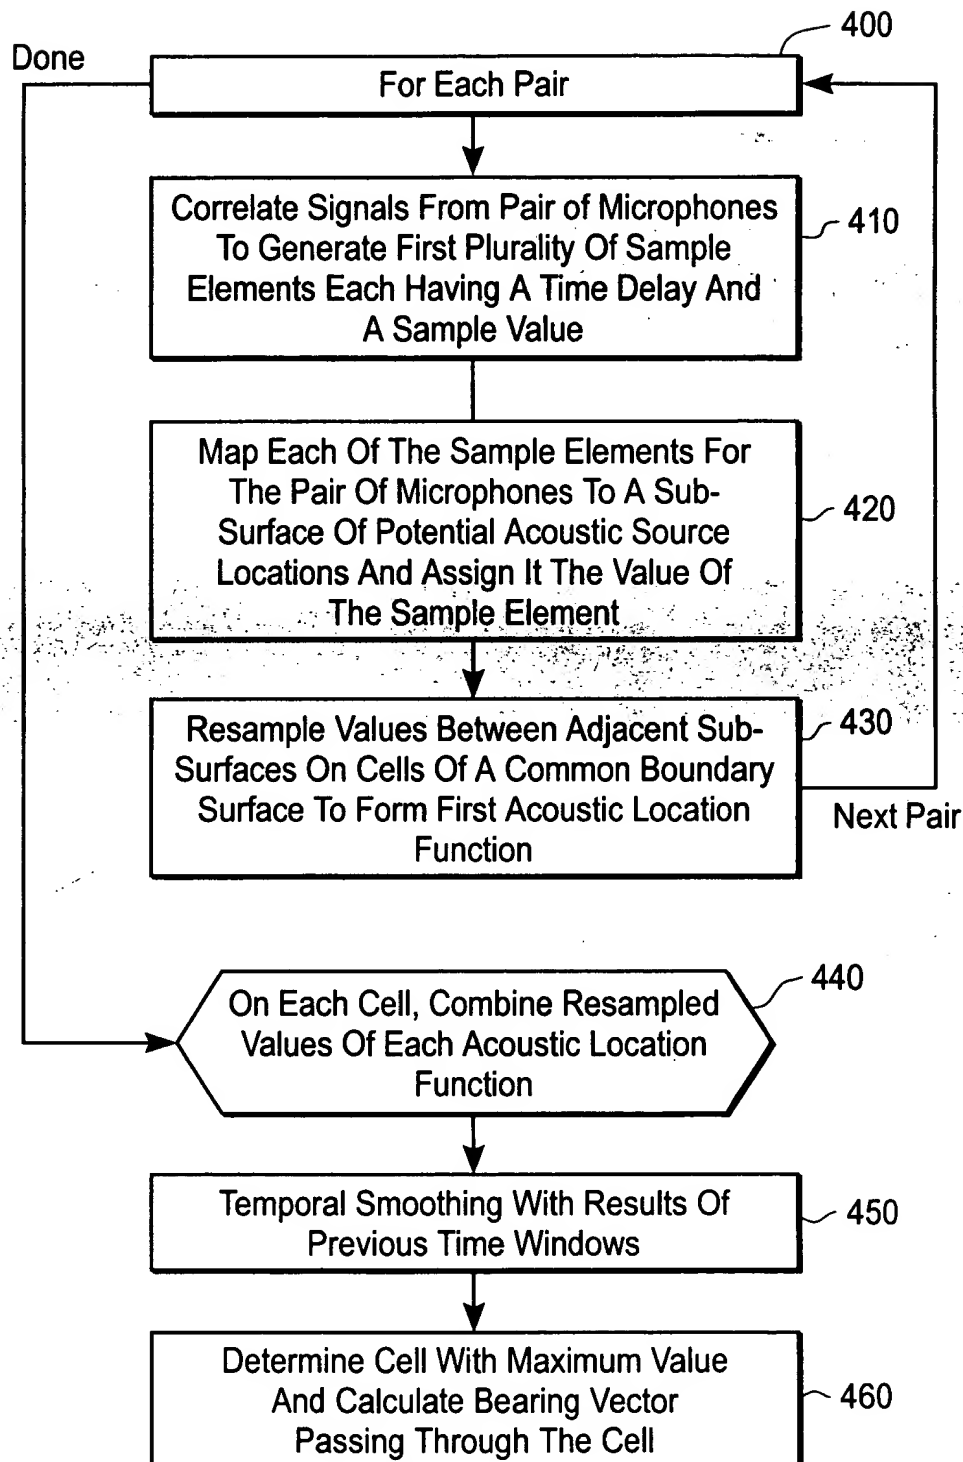 400
Done
For Each Pair
Correlate Signals From Pair of Microphones
To Generate First Plurality Of Sample
Elements Each Having A Time Delay And
A Sample Value
410
Map Each Of The Sample Elements For
The Pair Of Microphones To A Sub-
Surface Of Potential Acoustic Source
Locations And Assign It The Value Of
The Sample Element
420
Resample Values Between Adjacent Sub-
Surfaces On Cells Of A Common Boundary
Surface To Form First Acoustic Location
Function
430
Next Pair
On Each Cell, Combine Resampled
Values Of Each Acoustic Location
Function
440
Temporal Smoothing With Results Of
Previous Time Windows
450
Determine Cell With Maximum Value
And Calculate Bearing Vector
Passing Through The Cell
460